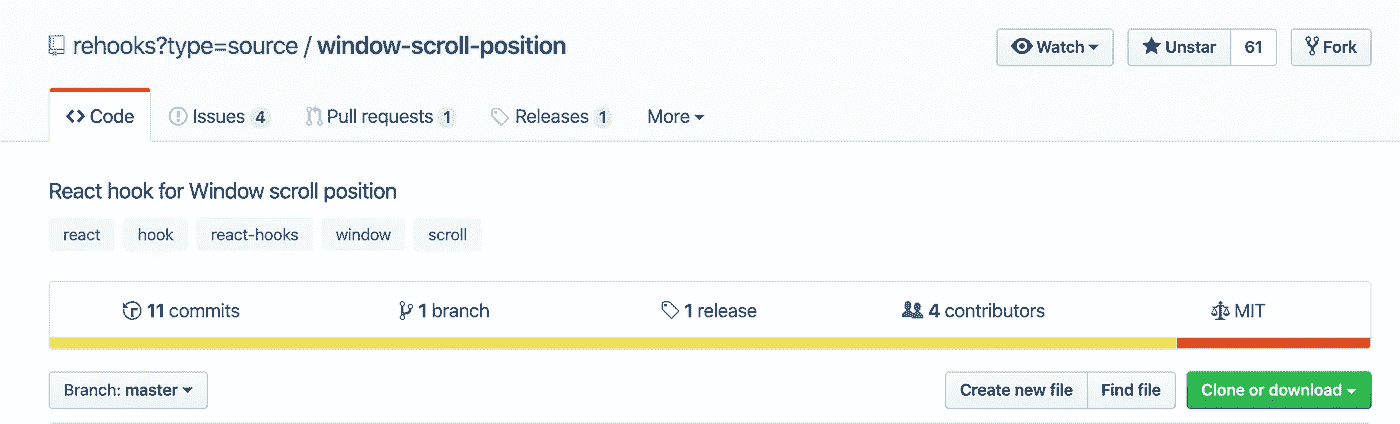 rehooks?type=source / window-scroll-position Watch Unstar 61 Fork
Code Issues 4 Pull requests 1 Releases 1 More
React hook for Window scroll position
react hook react-hooks window scroll
11 commits 1 branch 1 release 4 contributors MIT
Branch: master Create new file Find file Clone or download